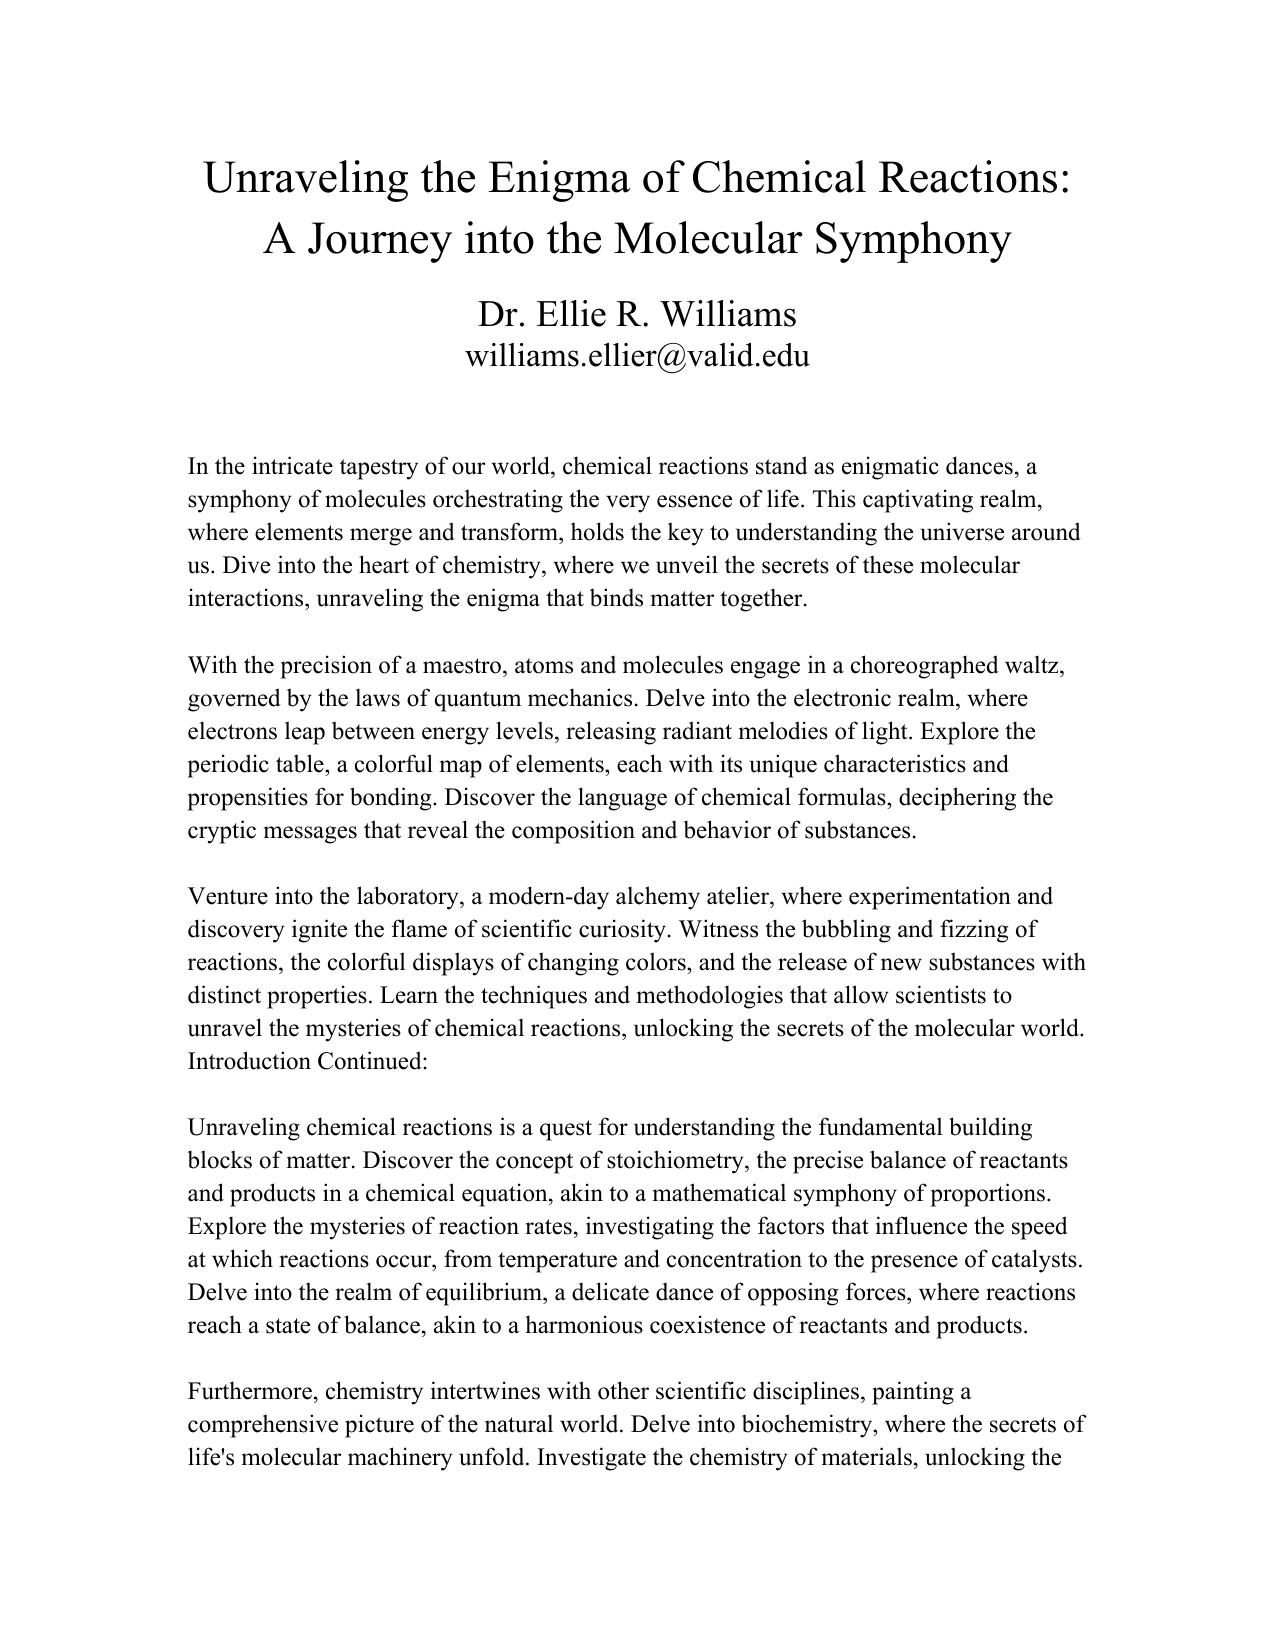 Unraveling the Enigma of Chemical Reactions:
A Journey into the Molecular Symphony
Dr. Ellie R. Williams
williams.ellier@valid.edu
In the intricate tapestry of our world, chemical reactions stand as enigmatic dances, a
symphony of molecules orchestrating the very essence of life. This captivating realm,
where elements merge and transform, holds the key to understanding the universe around
us. Dive into the heart of chemistry, where we unveil the secrets of these molecular
interactions, unraveling the enigma that binds matter together.
With the precision of a maestro, atoms and molecules engage in a choreographed waltz,
governed by the laws of quantum mechanics. Delve into the electronic realm, where
electrons leap between energy levels, releasing radiant melodies of light. Explore the
periodic table, a colorful map of elements, each with its unique characteristics and
propensities for bonding. Discover the language of chemical formulas, deciphering the
cryptic messages that reveal the composition and behavior of substances.
Venture into the laboratory, a modern-day alchemy atelier, where experimentation and
discovery ignite the flame of scientific curiosity. Witness the bubbling and fizzing of
reactions, the colorful displays of changing colors, and the release of new substances with
distinct properties. Learn the techniques and methodologies that allow scientists to
unravel the mysteries of chemical reactions, unlocking the secrets of the molecular world.
Introduction Continued:
Unraveling chemical reactions is a quest for understanding the fundamental building
blocks of matter. Discover the concept of stoichiometry, the precise balance of reactants
and products in a chemical equation, akin to a mathematical symphony of proportions.
Explore the mysteries of reaction rates, investigating the factors that influence the speed
at which reactions occur, from temperature and concentration to the presence of catalysts.
Delve into the realm of equilibrium, a delicate dance of opposing forces, where reactions
reach a state of balance, akin to a harmonious coexistence of reactants and products.
Furthermore, chemistry intertwines with other scientific disciplines, painting a
comprehensive picture of the natural world. Delve into biochemistry, where the secrets of
life's molecular machinery unfold. Investigate the chemistry of materials, unlocking the